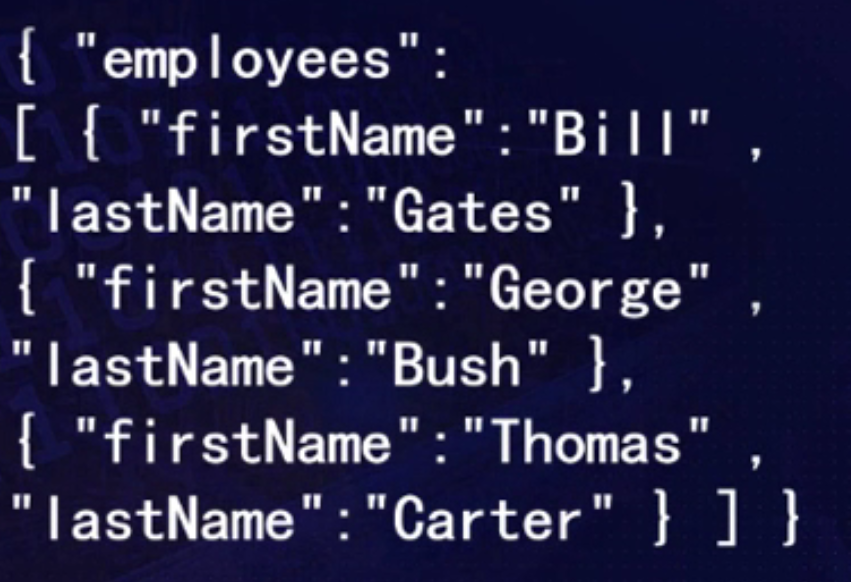 { "employees":
[ { "firstName":"Bill" ,
"lastName":"Gates" },
{ "firstName":"George" ,
"lastName":"Bush" },
{ "firstName":"Thomas" ,
"lastName":"Carter" } ] }